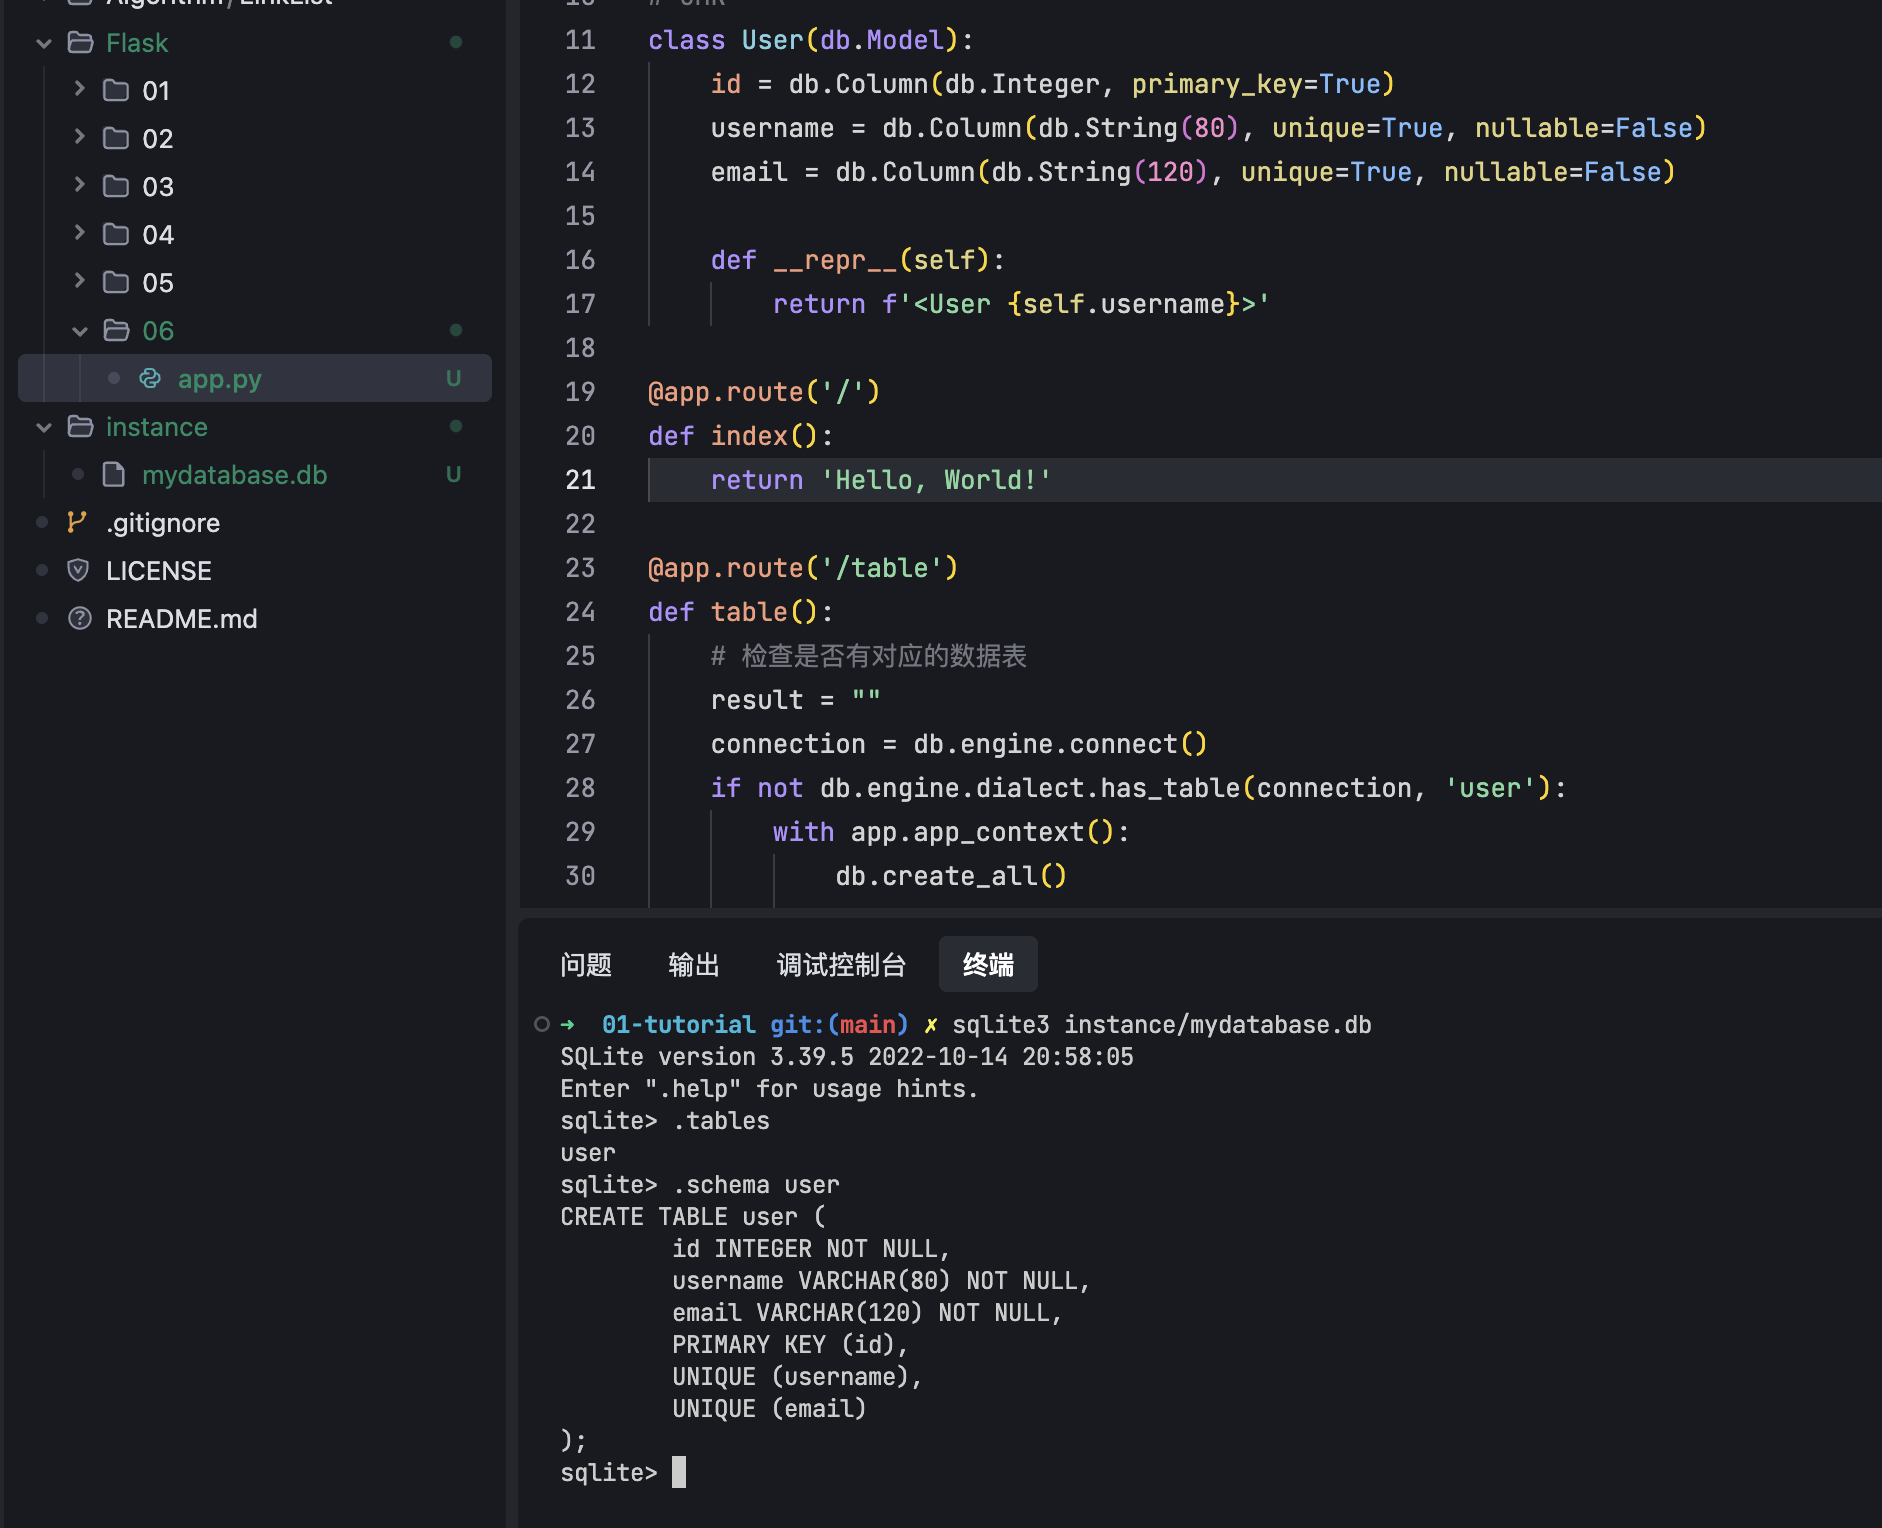 Algorithm/LinkList
Flask
01
02
03
04
05
06
app.py U
instance
mydatabase.db U
.gitignore
LICENSE
README.md
10 # ORM
11 class User(db.Model):
12 id = db.Column(db.Integer, primary_key=True)
13 username = db.Column(db.String(80), unique=True, nullable=False)
14 email = db.Column(db.String(120), unique=True, nullable=False)
15
16 def __repr__(self):
17 return f'<User {self.username}>'
18
19 @app.route('/')
20 def index():
21 return 'Hello, World!'
22
23 @app.route('/table')
24 def table():
25 # 检查是否有对应的数据表
26 result = ""
27 connection = db.engine.connect()
28 if not db.engine.dialect.has_table(connection, 'user'):
29 with app.app_context():
30 db.create_all()
问题 输出 调试控制台 终端
➜ 01-tutorial git:(main) ✗ sqlite3 instance/mydatabase.db
SQLite version 3.39.5 2022-10-14 20:58:05
Enter ".help" for usage hints.
sqlite> .tables
user
sqlite> .schema user
CREATE TABLE user (
id INTEGER NOT NULL,
username VARCHAR(80) NOT NULL,
email VARCHAR(120) NOT NULL,
PRIMARY KEY (id),
UNIQUE (username),
UNIQUE (email)
);
sqlite>